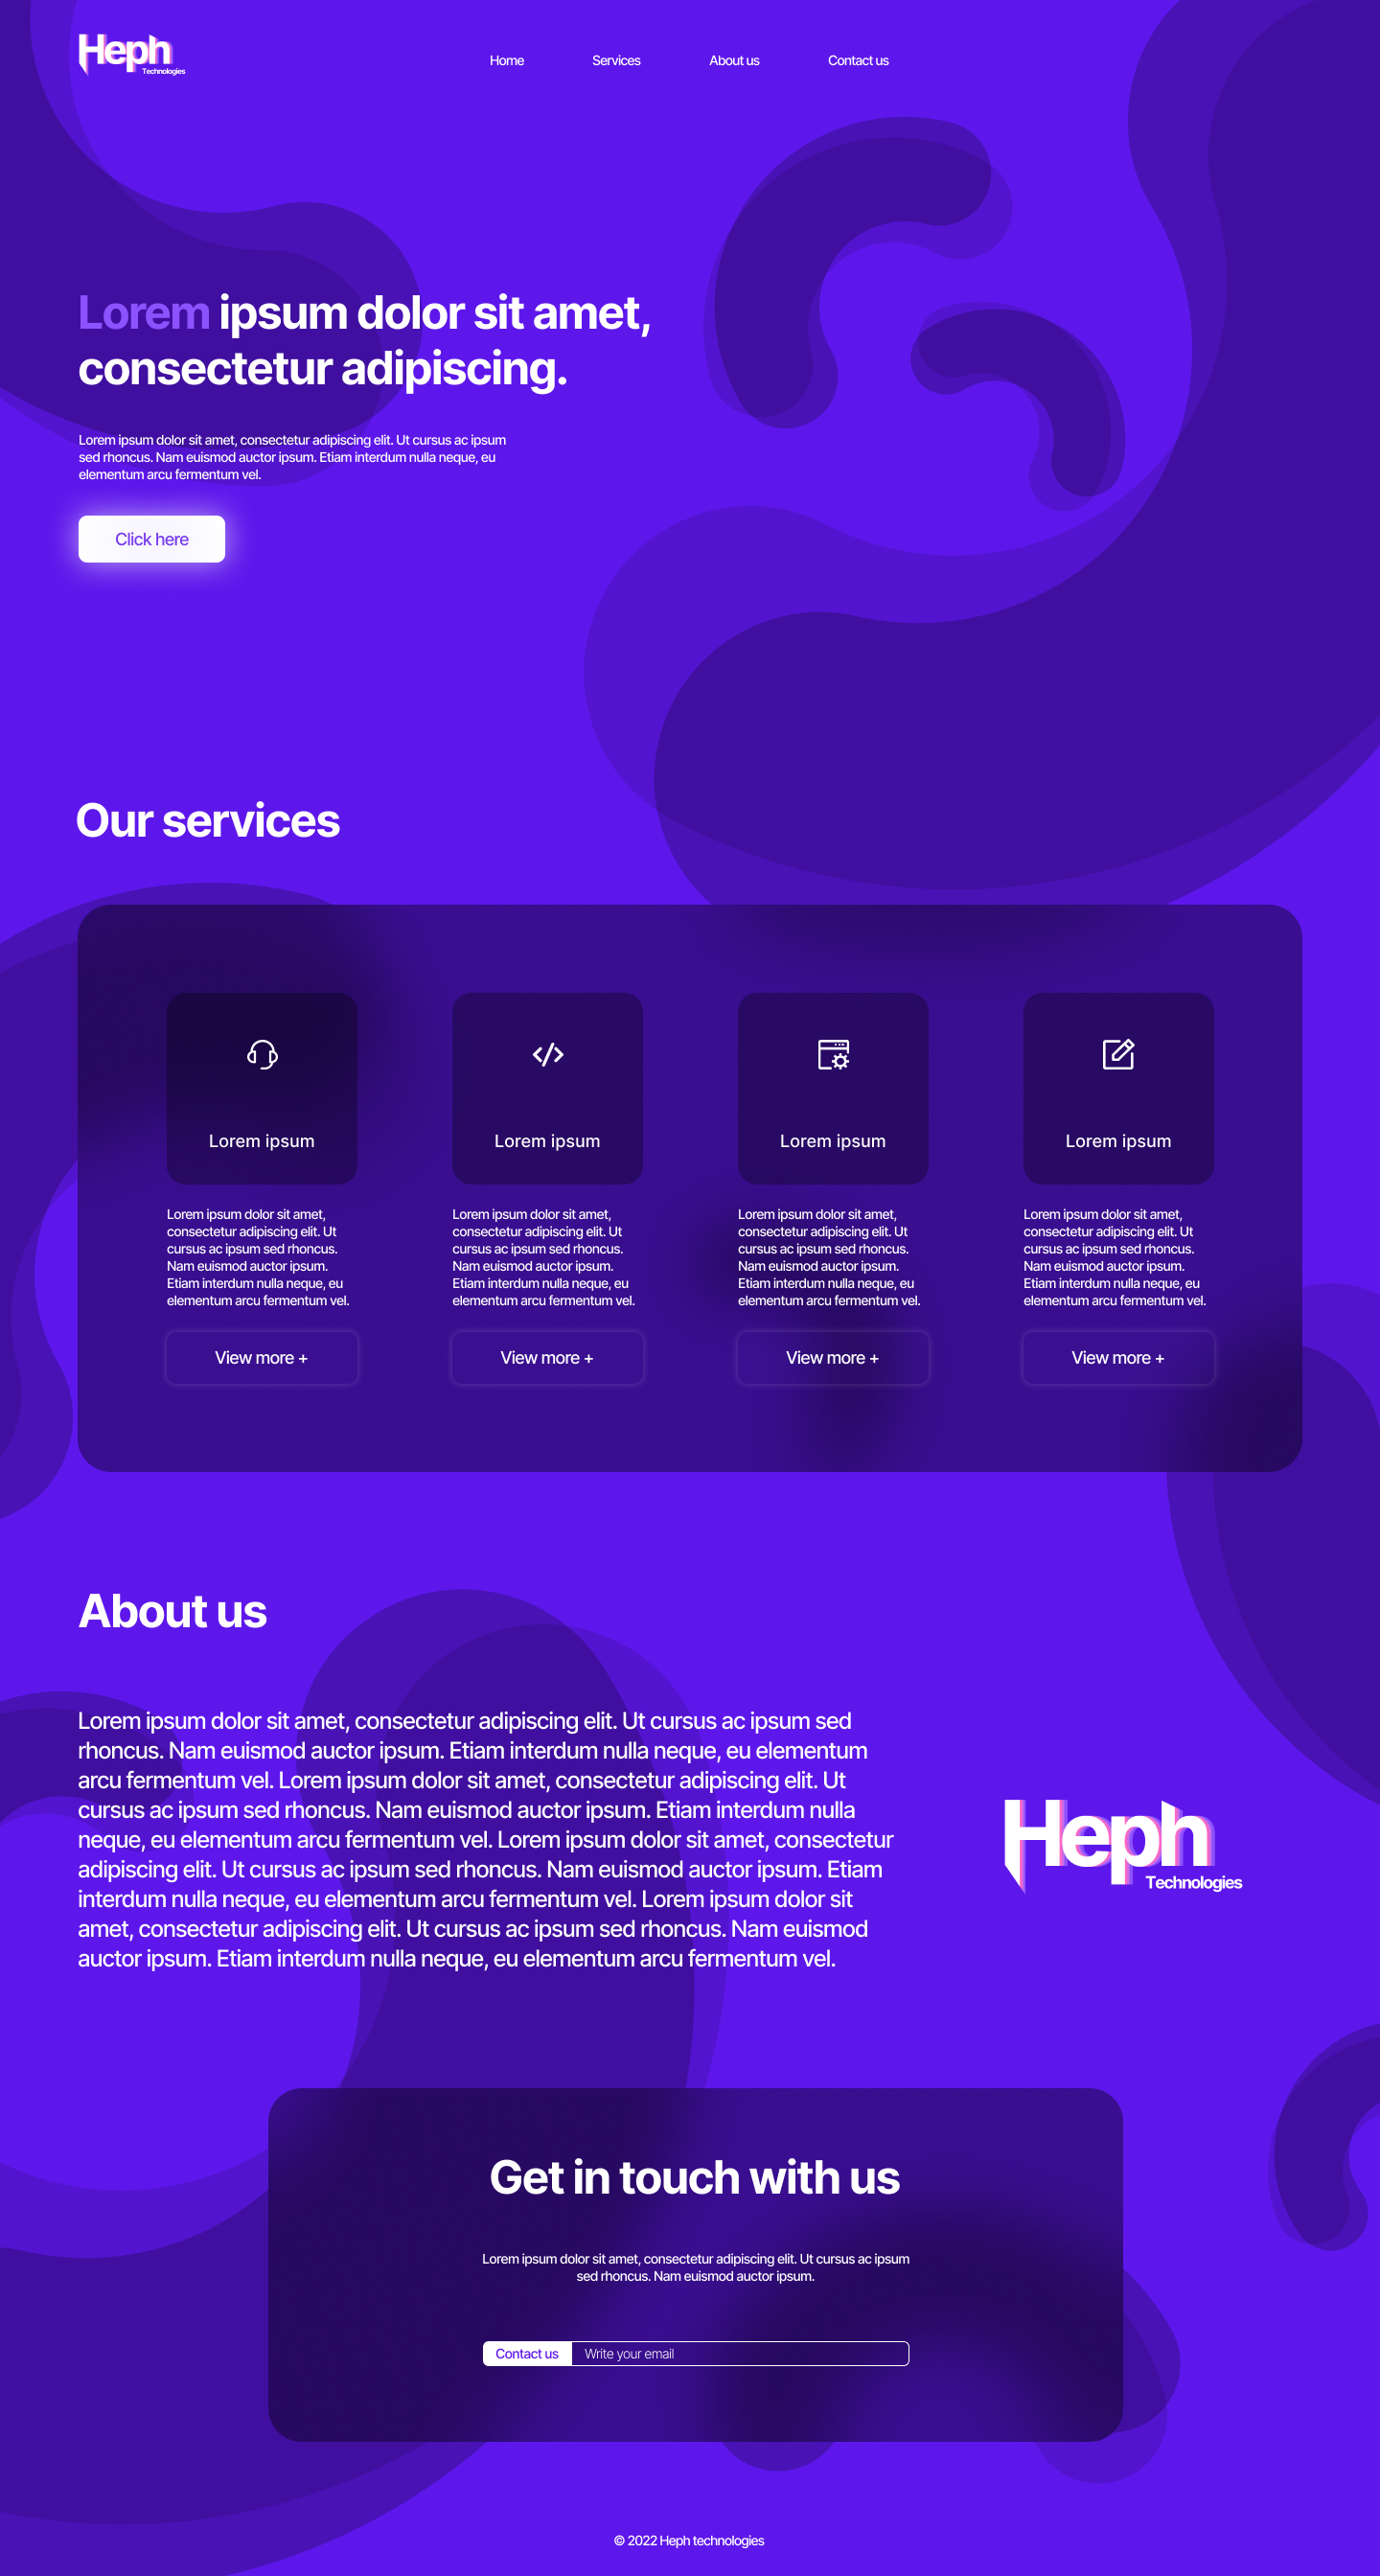 Heph
Technologies
Home
Services
About us
Contact us
Lorem ipsum dolor sit amet,
consectetur adipiscing.
Lorem ipsum dolor sit amet, consectetur adipiscing elit. Ut cursus ac ipsum
sed rhoncus. Nam euismod auctor ipsum. Etiam interdum nulla neque, eu
elementum arcu fermentum vel.
Click here
Our services
Lorem ipsum
Lorem ipsum dolor sit amet,
consectetur adipiscing elit. Ut
cursus ac ipsum sed rhoncus.
Nam euismod auctor ipsum.
Etiam interdum nulla neque, eu
elementum arcu fermentum vel.
View more +
Lorem ipsum
Lorem ipsum dolor sit amet,
consectetur adipiscing elit. Ut
cursus ac ipsum sed rhoncus.
Nam euismod auctor ipsum.
Etiam interdum nulla neque, eu
elementum arcu fermentum vel.
View more +
Lorem ipsum
Lorem ipsum dolor sit amet,
consectetur adipiscing elit. Ut
cursus ac ipsum sed rhoncus.
Nam euismod auctor ipsum.
Etiam interdum nulla neque, eu
elementum arcu fermentum vel.
View more +
Lorem ipsum
Lorem ipsum dolor sit amet,
consectetur adipiscing elit. Ut
cursus ac ipsum sed rhoncus.
Nam euismod auctor ipsum.
Etiam interdum nulla neque, eu
elementum arcu fermentum vel.
View more +
About us
Lorem ipsum dolor sit amet, consectetur adipiscing elit. Ut cursus ac ipsum sed
rhoncus. Nam euismod auctor ipsum. Etiam interdum nulla neque, eu elementum
arcu fermentum vel. Lorem ipsum dolor sit amet, consectetur adipiscing elit. Ut
cursus ac ipsum sed rhoncus. Nam euismod auctor ipsum. Etiam interdum nulla
neque, eu elementum arcu fermentum vel. Lorem ipsum dolor sit amet, consectetur
adipiscing elit. Ut cursus ac ipsum sed rhoncus. Nam euismod auctor ipsum. Etiam
interdum nulla neque, eu elementum arcu fermentum vel. Lorem ipsum dolor sit
amet, consectetur adipiscing elit. Ut cursus ac ipsum sed rhoncus. Nam euismod
auctor ipsum. Etiam interdum nulla neque, eu elementum arcu fermentum vel.
Heph
Technologies
Get in touch with us
Lorem ipsum dolor sit amet, consectetur adipiscing elit. Ut cursus ac ipsum
sed rhoncus. Nam euismod auctor ipsum.
Contact us
Write your email
© 2022 Heph technologies